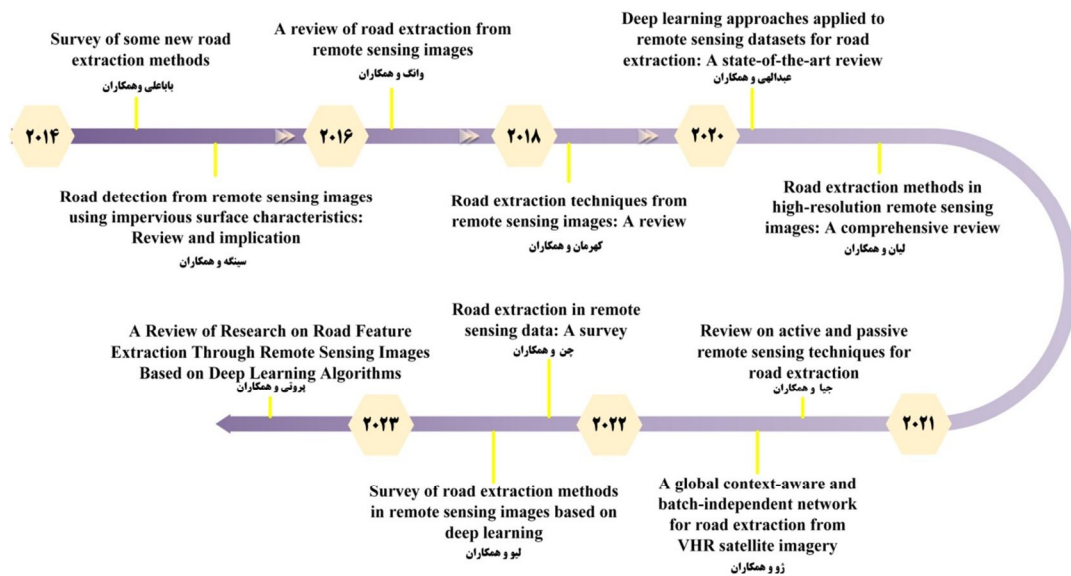 ۲۰۱۴
Survey of some new road
extraction methods
باباعلی وهمکاران
Road detection from remote sensing images
using impervious surface characteristics:
Review and implication
سینگه و همکاران
۲۰۱۶
A review of road extraction from
remote sensing images
وانگ و همکاران
۲۰۱۸
Road extraction techniques from
remote sensing images: A review
کهرمان و همکاران
۲۰۲۰
Deep learning approaches applied to
remote sensing datasets for road
extraction: A state-of-the-art review
عبدالهی و همکاران
Road extraction methods in
high-resolution remote sensing
images: A comprehensive review
لیان و همکاران
۲۰۲۱
Review on active and passive
remote sensing techniques for
road extraction
جیا و همکاران
A global context-aware and
batch-independent network
for road extraction from
VHR satellite imagery
ژو و همکاران
۲۰۲۲
Road extraction in remote
sensing data: A survey
چن و همکاران
Survey of road extraction methods
in remote sensing images based on
deep learning
لیو و همکاران
۲۰۲۳
A Review of Research on Road Feature
Extraction Through Remote Sensing Images
Based on Deep Learning Algorithms
پروتی و همکاران